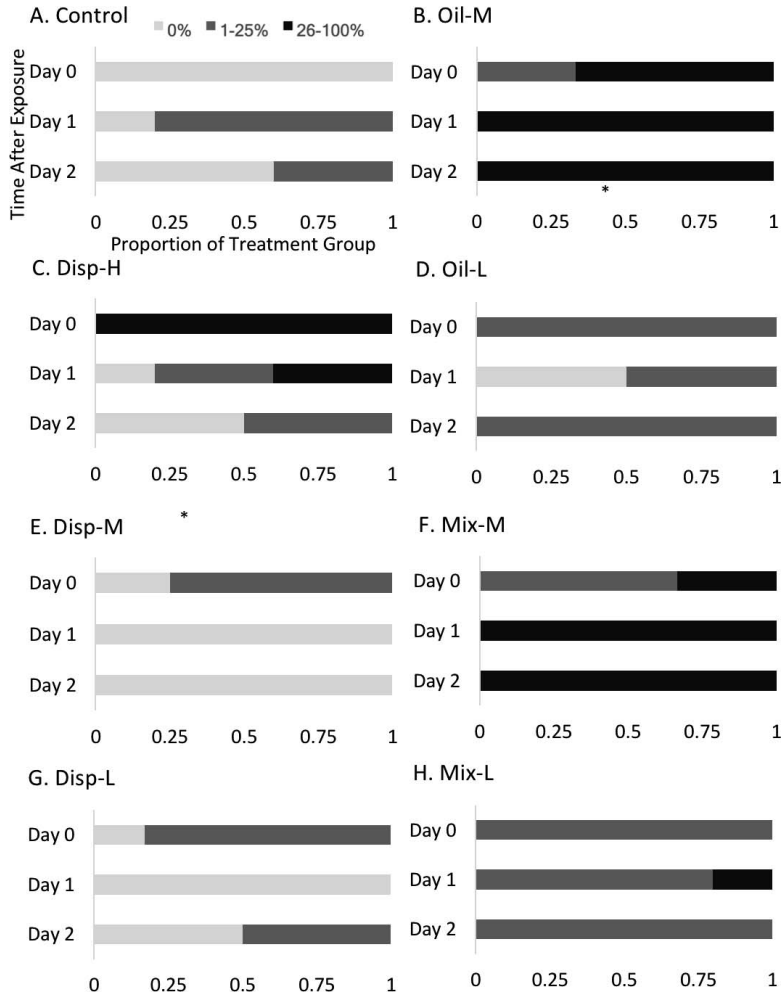 A. Control
0% 1-25% 26-100%
Time After Exposure
Day 0
Day 1
Day 2
0 0.25 0.5 0.75 1
Proportion of Treatment Group
B. Oil-M
Day 0
Day 1
Day 2
*
0 0.25 0.5 0.75 1
C. Disp-H
Day 0
Day 1
Day 2
0 0.25 0.5 0.75 1
*
D. Oil-L
Day 0
Day 1
Day 2
0 0.25 0.5 0.75 1
E. Disp-M
Day 0
Day 1
Day 2
0 0.25 0.5 0.75 1
F. Mix-M
Day 0
Day 1
Day 2
0 0.25 0.5 0.75 1
G. Disp-L
Day 0
Day 1
Day 2
0 0.25 0.5 0.75 1
H. Mix-L
Day 0
Day 1
Day 2
0 0.25 0.5 0.75 1